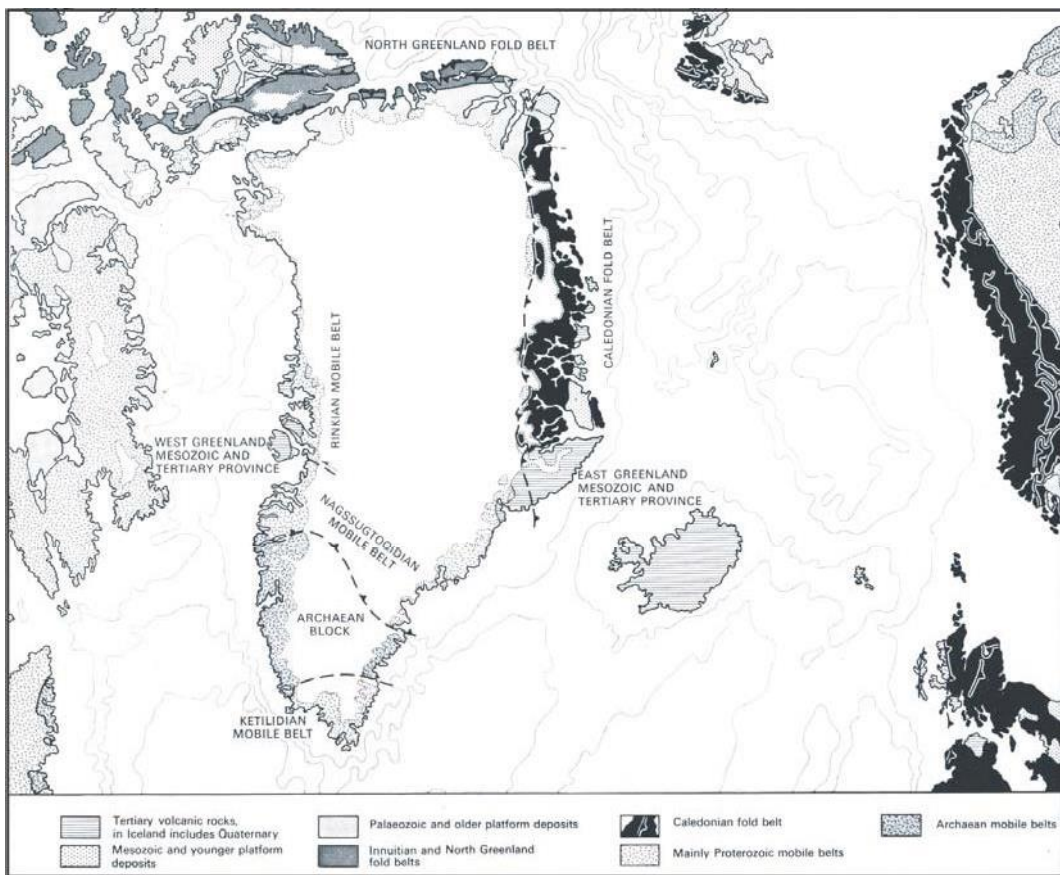 NORTH GREENLAND FOLD BELT
CALEDONIAN FOLD BELT
RINKIAN MOBILE BELT
WEST GREENLAND
MESOZOIC AND
TERTIARY PROVINCE
EAST GREENLAND
MESOZOIC AND
TERTIARY PROVINCE
NAGSSUGTOQIDIAN
MOBILE BELT
ARCHAEAN
BLOCK
KETILIDIAN
MOBILE BELT
Tertiary volcanic rocks,
in Iceland includes Quaternary
Mesozoic and younger platform
deposits
Palaeozoic and older platform deposits
Innuitian and North Greenland
fold belts
Caledonian fold belt
Mainly Proterozoic mobile belts
Archaean mobile belts